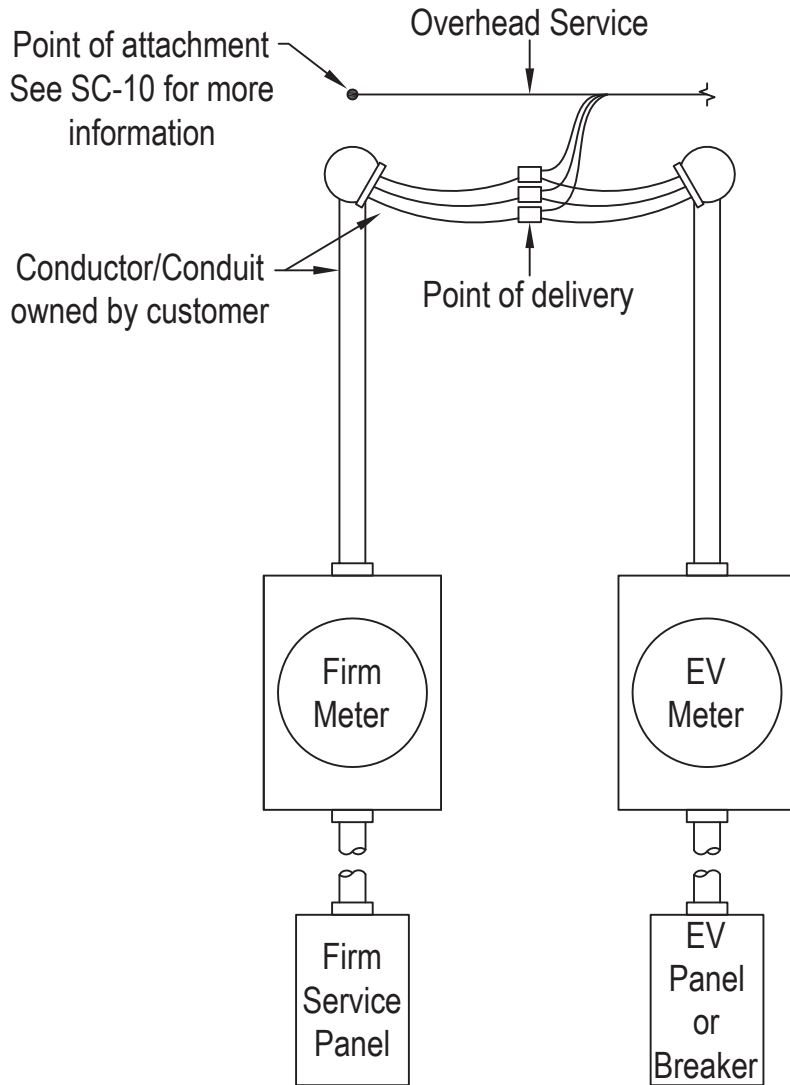 Point of attachment
See SC-10 for more
information
Overhead Service
Conductor/Conduit
owned by customer
Point of delivery
Firm
Meter
EV
Meter
Firm
Service
Panel
EV
Panel
or
Breaker